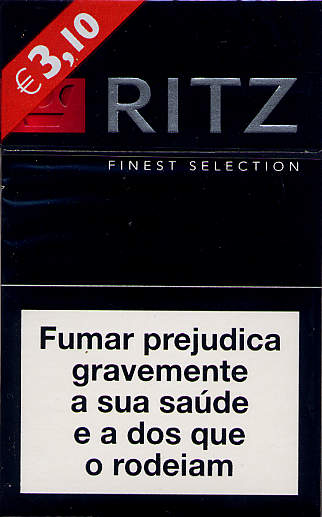 €3,10
RITZ
FINEST SELECTION
Fumar prejudica
gravemente
a sua saúde
e a dos que
o rodeiam